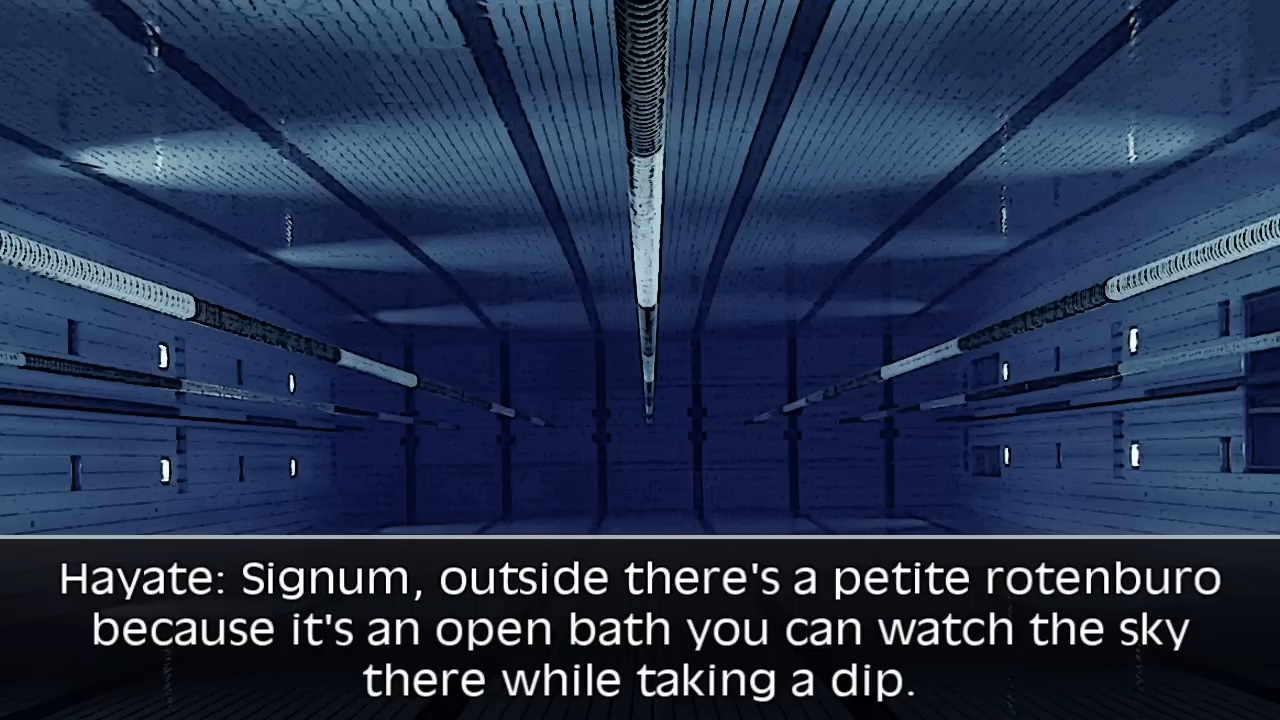 Hayate: Signum, outside there's a petite rotenburo
because it's an open bath you can watch the sky
there while taking a dip.